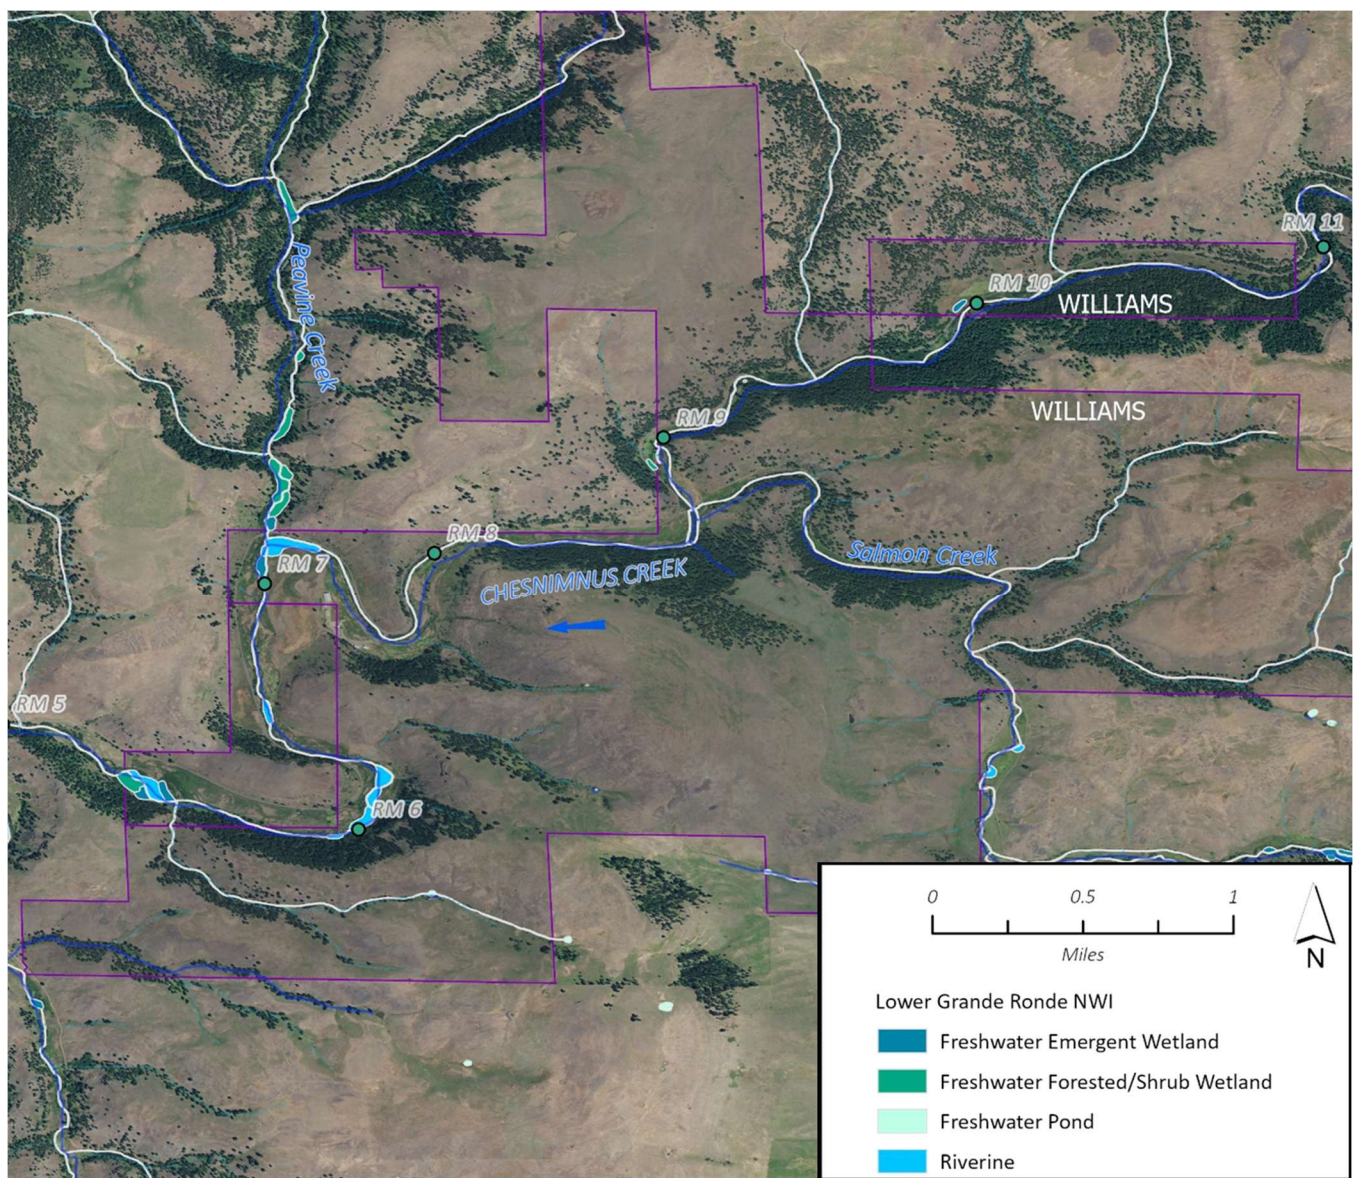 RM 11
RM 10
WILLIAMS
Peavine Creek
WILLIAMS
RM 9
RM 8
Salmon Creek
RM 7
CHESNIMNUS CREEK
RM 5
RM 6
0 0.5 1
Miles
N
Lower Grande Ronde NWI
Freshwater Emergent Wetland
Freshwater Forested/Shrub Wetland
Freshwater Pond
Riverine